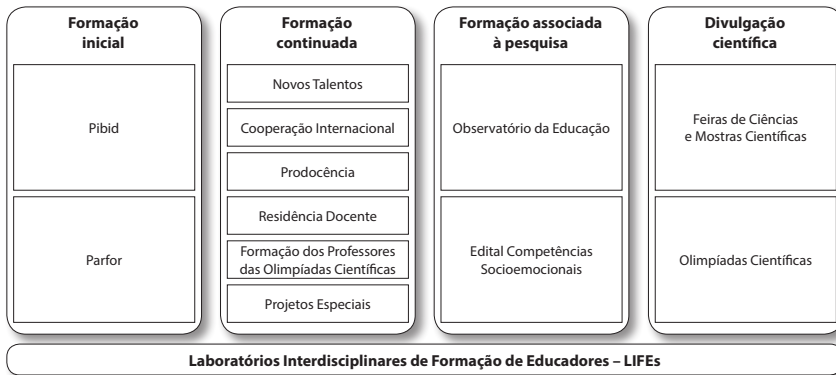 Formação
inicial
Pibid
Parfor
Formação
continuada
Novos Talentos
Cooperação Internacional
Prodocência
Residência Docente
Formação dos Professores
das Olimpíadas Científicas
Projetos Especiais
Formação associada
à pesquisa
Observatório da Educação
Edital Competências
Socioemocionais
Divulgação
científica
Feiras de Ciências
e Mostras Científicas
Olimpíadas Científicas
Laboratórios Interdisciplinares de Formação de Educadores – LIFEs